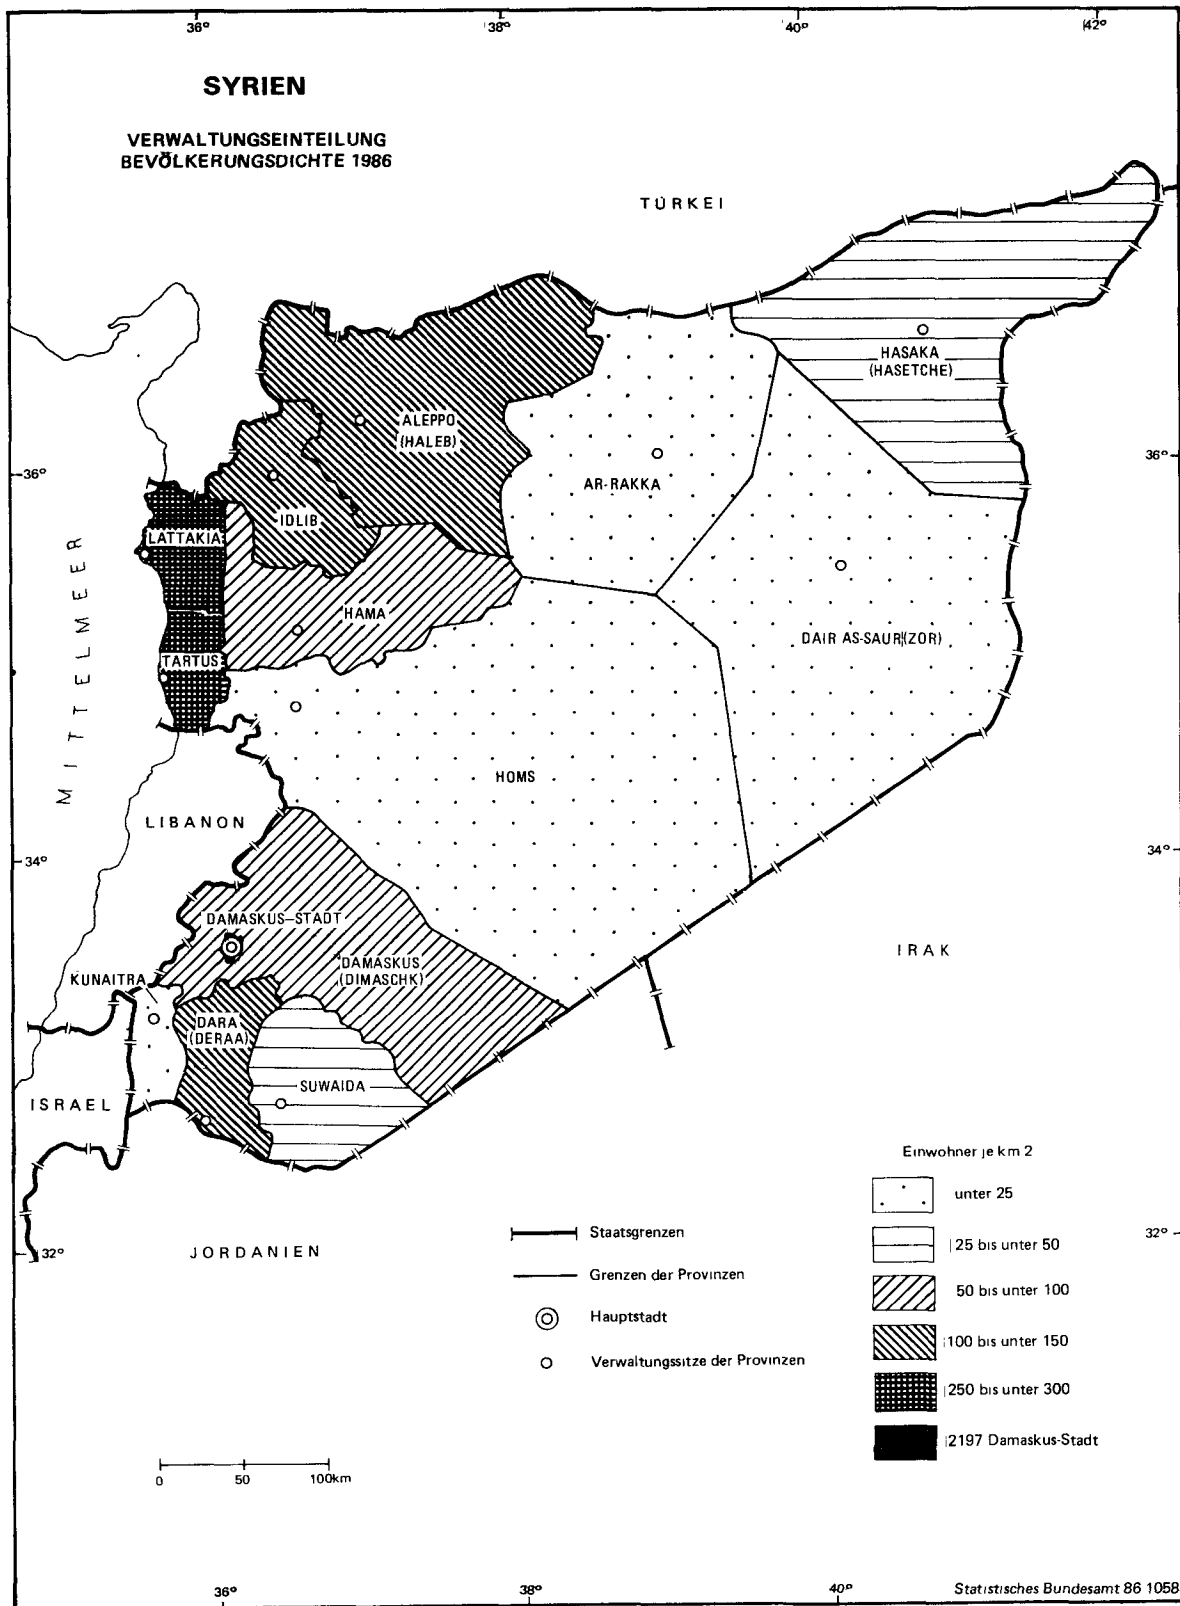 36°
38°
40°
42°
SYRIEN
VERWALTUNGSEINTEILUNG
BEVÖLKERUNGSDICHTE 1986
TÜRKEI
HASAKA
(HASETCHE)
ALEPPO
(HALEB)
36°
36°
AR-RAKKA
IDLIB
LATTAKIA
MITTELMEER
HAMA
DAIR AS-SAUR (ZOR)
TARTUS
HOMS
LIBANON
34°
34°
DAMASKUS–STADT
IRAK
DAMASKUS
(DIMASCHK)
KUNAITRA
DARA
(DERAA)
SUWAIDA
ISRAEL
Einwohner je km 2
unter 25
32°
JORDANIEN
Staatsgrenzen
25 bis unter 50
32°
Grenzen der Provinzen
50 bis unter 100
Hauptstadt
100 bis unter 150
Verwaltungssitze der Provinzen
250 bis unter 300
2197 Damaskus-Stadt
0 50 100km
36°
38°
40°
Statistisches Bundesamt 86 1058